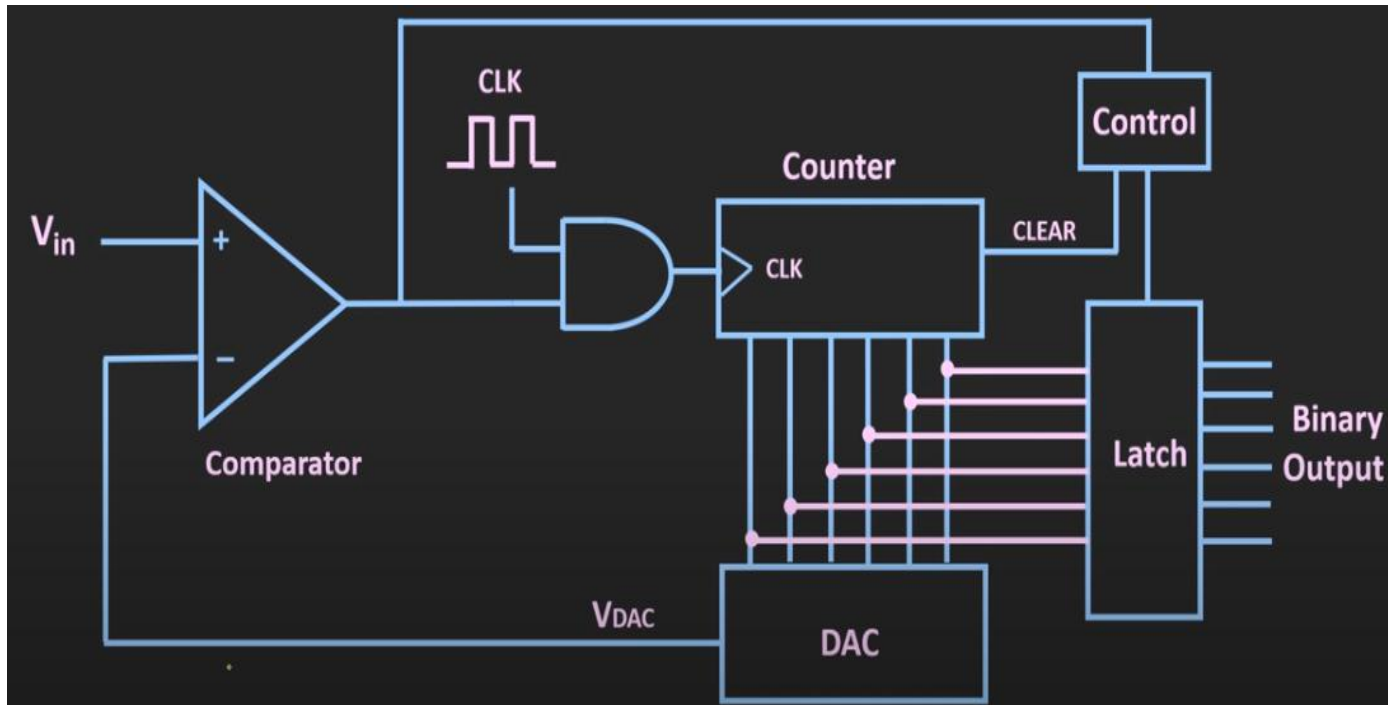 CLK
Control
Counter
Vin
+
CLEAR
CLK
−
Comparator
Latch
Binary
Output
VDAC
DAC